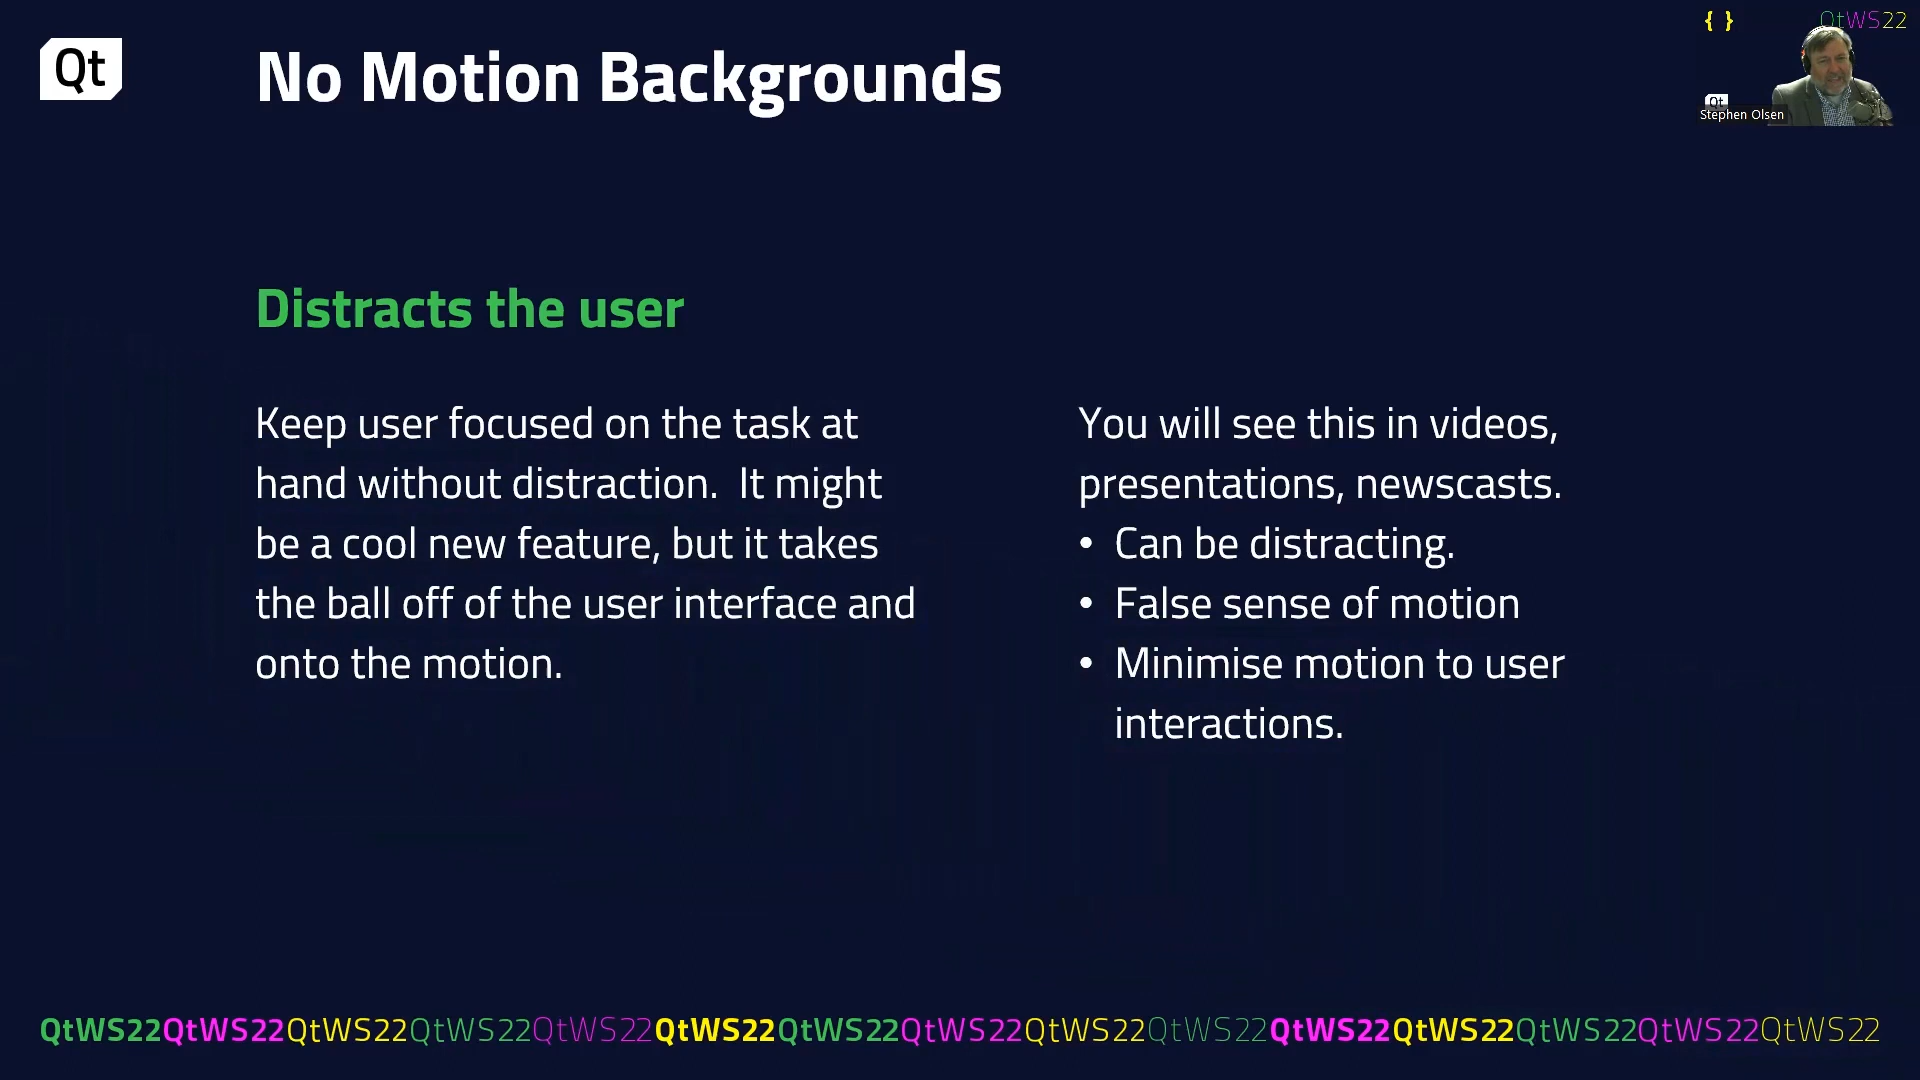 Qt
No Motion Backgrounds
{ } QtWS22
Qt
Stephen Olsen
Distracts the user
Keep user focused on the task at
hand without distraction.  It might
be a cool new feature, but it takes
the ball off of the user interface and
onto the motion.
You will see this in videos,
presentations, newscasts.
• Can be distracting.
• False sense of motion
• Minimise motion to user
interactions.
QtWS22QtWS22QtWS22QtWS22QtWS22QtWS22QtWS22QtWS22QtWS22QtWS22QtWS22QtWS22QtWS22QtWS22QtWS22